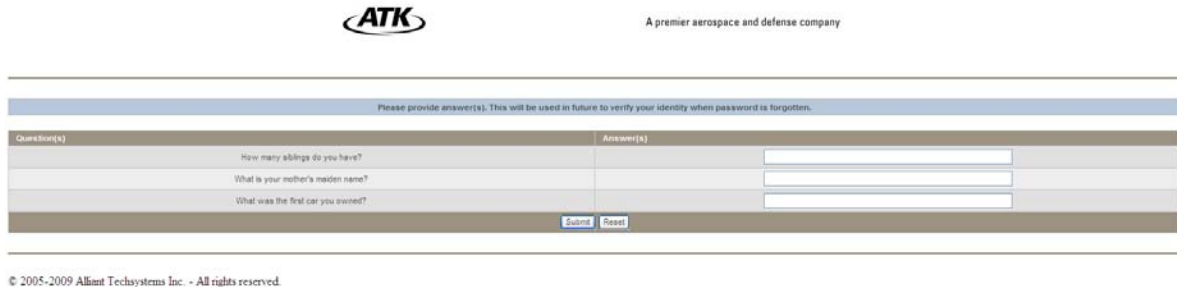 ATK
A premier aerospace and defense company
Please provide answer(s). This will be used in future to verify your identity when password is forgotten.
Question(s) Answer(s)
How many siblings do you have?
What is your mother's maiden name?
What was the first car you owned?
Submit Reset
© 2005-2009 Alliant Techsystems Inc. - All rights reserved.